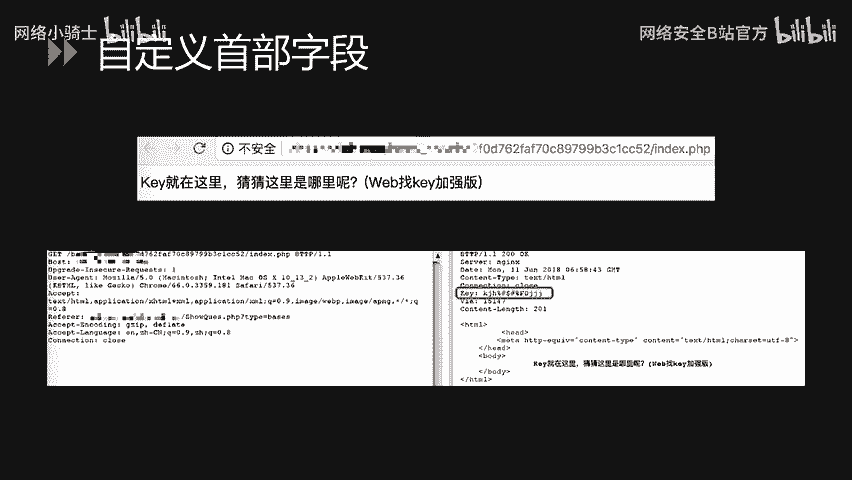 网络小骑士 bilibili
网络安全B站官方 bilibili
自定义首部字段
不安全 f0d762faf70c89799b3c1cc52/index.php
Key就在这里，猜猜这里是哪里呢？(Web找key加强版)
d762faf70c89799b3c1cc52/index.php HTTP/1.1
Host:
Upgrade-Insecure-Requests: 1
User-Agent: Mozilla/5.0 (Macintosh; Intel Mac OS X 10_13_2) AppleWebKit/537.36
(KHTML, like Gecko) Chrome/66.0.3359.181 Safari/537.36
Accept:
text/html,application/xhtml+xml,application/xml;q=0.9,image/webp,image/apng,*/*;q
=0.8
Referer: /ShowQues.php?type=bases
Accept-Encoding: gzip, deflate
Accept-Language: en,zh-CN;q=0.9,zh;q=0.8
Connection: close
HTTP/1.1 200 OK
Server: nginx
Date: Mon, 11 Jun 2018 06:58:43 GMT
Content-Type: text/html
Connection: close
Key:
Via:
Content-Length: 201
<html>
<head>
<meta http-equiv="content-type" content="text/html;charset=utf-8">
</head>
<body>
Key就在这里，猜猜这里是哪里呢？(Web找key加强版)
</body>
</html>